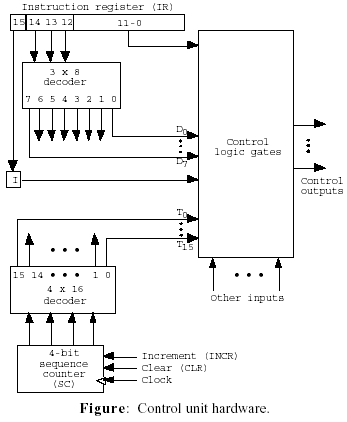 Instruction register (IR)
15 14 13 12 11-0
3 x 8
decoder
7 6 5 4 3 2 1 0
D0
D7
I
Control
logic gates
Control
outputs
T0
T15
15 14 1 0
4 x 16
decoder
Other inputs
4-bit
sequence
counter
(SC)
Increment (INCR)
Clear (CLR)
Clock
Figure: Control unit hardware.